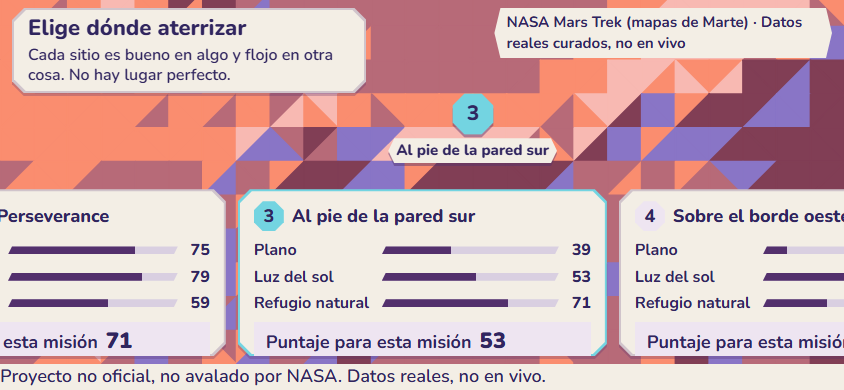 Elige dónde aterrizar
Cada sitio es bueno en algo y flojo en otra
cosa. No hay lugar perfecto.
NASA Mars Trek (mapas de Marte) · Datos
reales curados, no en vivo
3
Al pie de la pared sur
Perseverance
75
79
59
esta misión 71
3 Al pie de la pared sur
Plano 39
Luz del sol 53
Refugio natural 71
Puntaje para esta misión 53
4 Sobre el borde oeste
Plano
Luz del sol
Refugio natural
Puntaje para esta misión
Proyecto no oficial, no avalado por NASA. Datos reales, no en vivo.